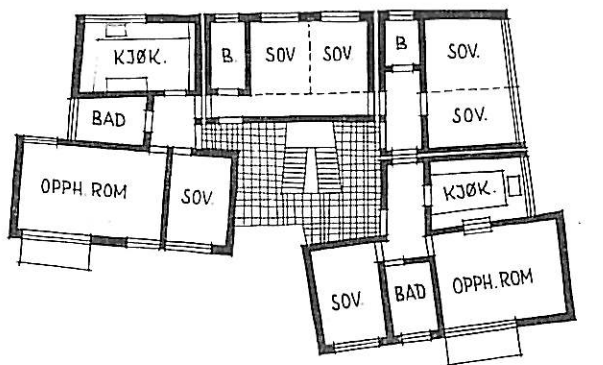 KJØK.
B.
SOV
SOV.
B
SOV.
BAD
SOV.
OPPH. ROM
SOV.
KJØK.
SOV.
BAD
OPPH. ROM